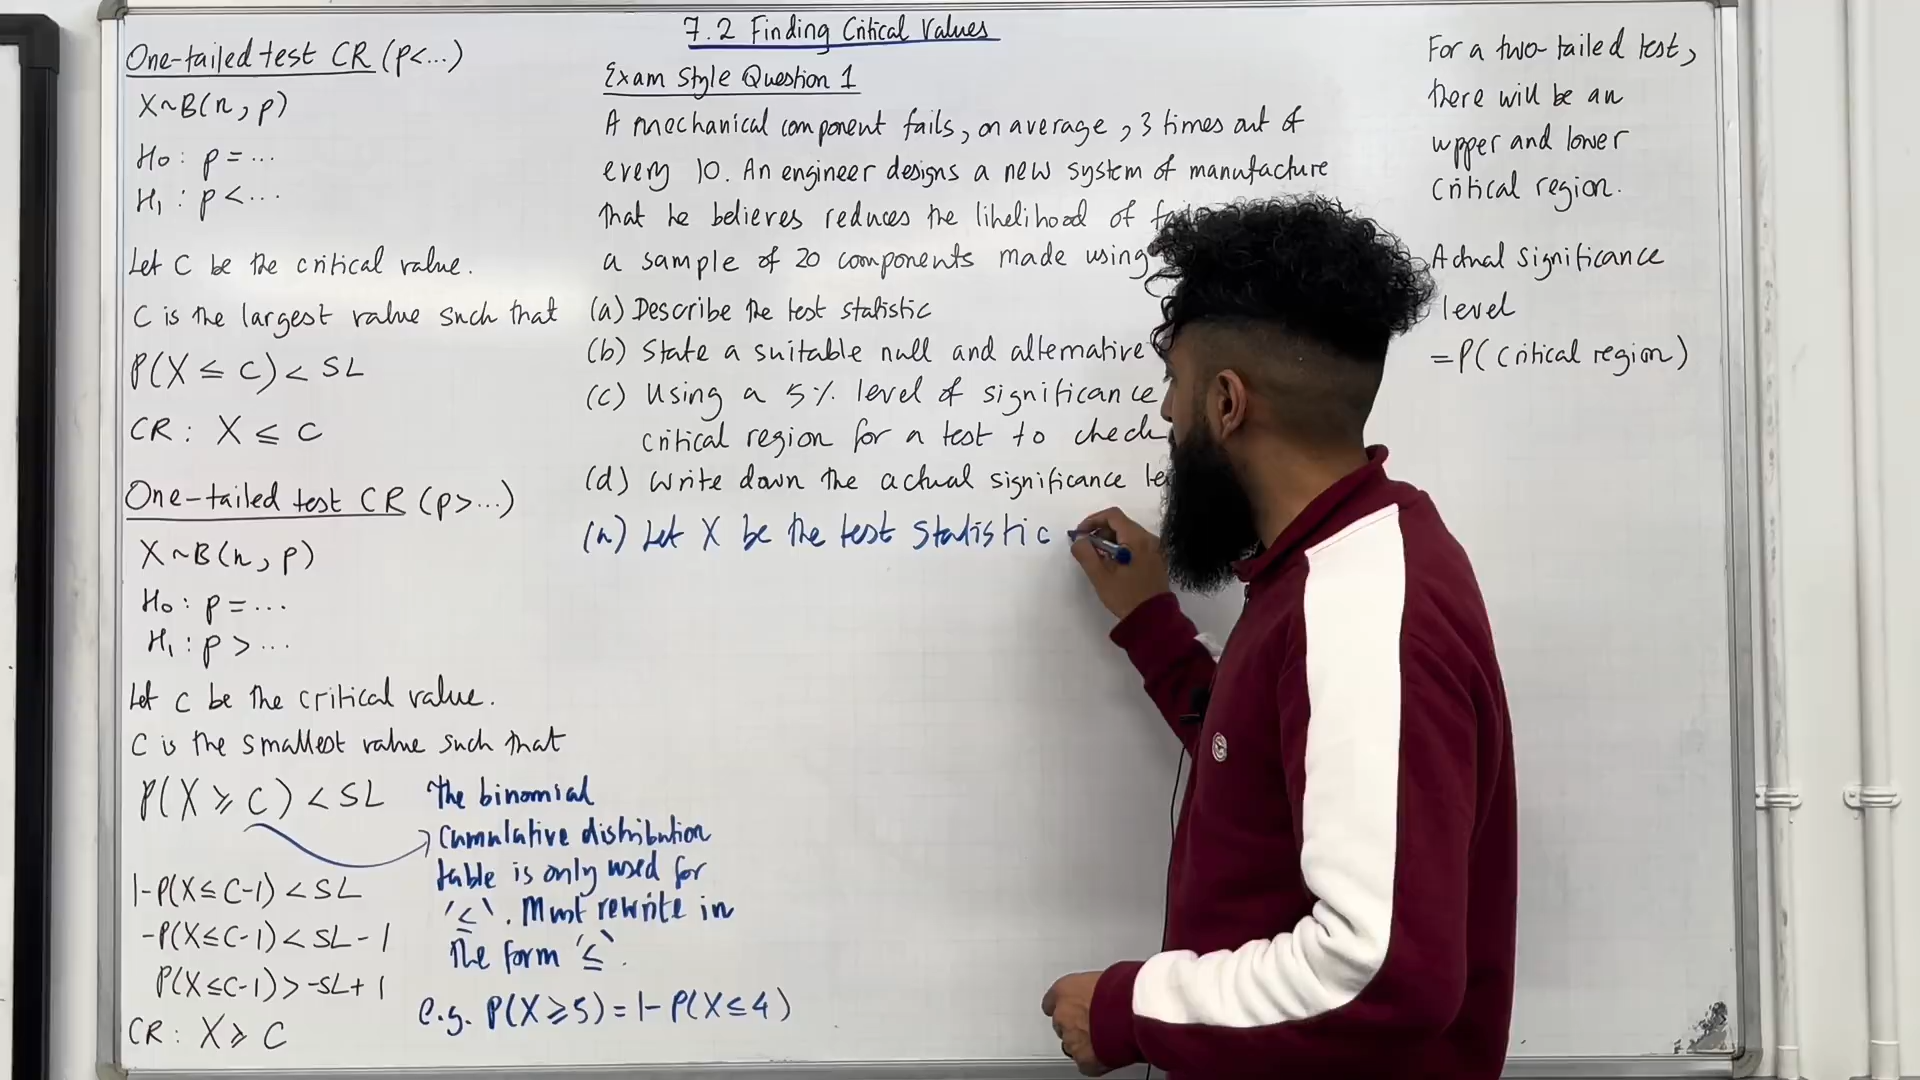 7.2 Finding Critical Values
One-tailed test CR (p<...)
X~B(n, p)
H₀: p = ...
H₁: p < ...
Let C be the critical value.
C is the largest value such that
P(X ≤ C) < SL
CR: X ≤ C
One-tailed test CR (p>...)
X~B(n, p)
H₀: p = ...
H₁: p > ...
Let C be the critical value.
C is the smallest value such that
P(X ⩾ C) < SL
1-P(X≤C-1) < SL
-P(X≤C-1) < SL-1
P(X≤C-1) > -SL+1
CR: X ⩾ C
The binomial
Cumulative distribution
table is only used for
'≤'. Must rewrite in
the form '≤'.
e.g. P(X⩾5) = 1-P(X≤4)
Exam Style Question 1
A mechanical component fails, on average, 3 times out of
every 10. An engineer designs a new system of manufacture
that he believes reduces the likelihood of
a sample of 20 components made using
(a) Describe the test statistic
(b) State a suitable null and alternative
(c) Using a 5% level of significance
critical region for a test to check
(d) Write down the actual significance
(a) Let X be the test statistic
For a two-tailed test,
there will be an
upper and lower
critical region.
Actual significance
level
=P(critical region)